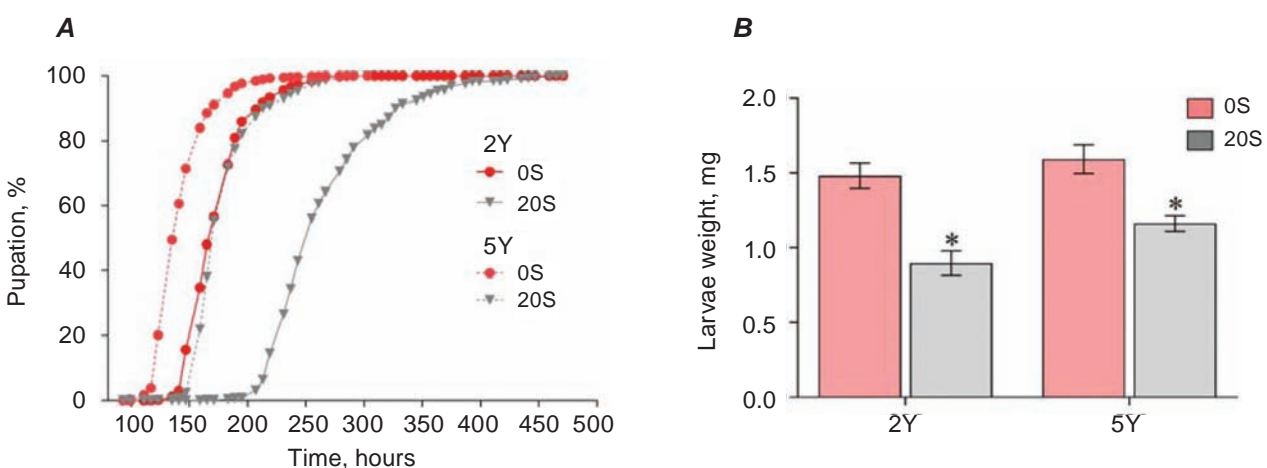 A
Pupation, %
100
80
60
40
20
0
100 150 200 250 300 350 400 450 500
Time, hours
2Y
0S
20S
5Y
0S
20S
B
Larvae weight, mg
2.0
1.5
1.0
0.5
0.0
*
*
2Y 5Y
0S
20S